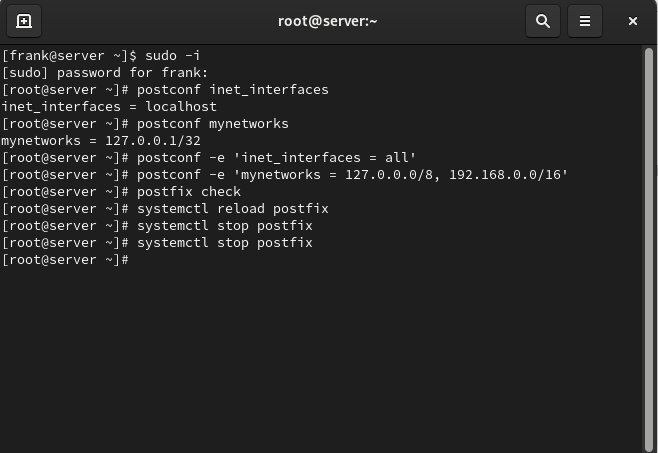 root@server:~
[frank@server ~]$ sudo -i
[sudo] password for frank:
[root@server ~]# postconf inet_interfaces
inet_interfaces = localhost
[root@server ~]# postconf mynetworks
mynetworks = 127.0.0.1/32
[root@server ~]# postconf -e 'inet_interfaces = all'
[root@server ~]# postconf -e 'mynetworks = 127.0.0.0/8, 192.168.0.0/16'
[root@server ~]# postfix check
[root@server ~]# systemctl reload postfix
[root@server ~]# systemctl stop postfix
[root@server ~]# systemctl stop postfix
[root@server ~]#